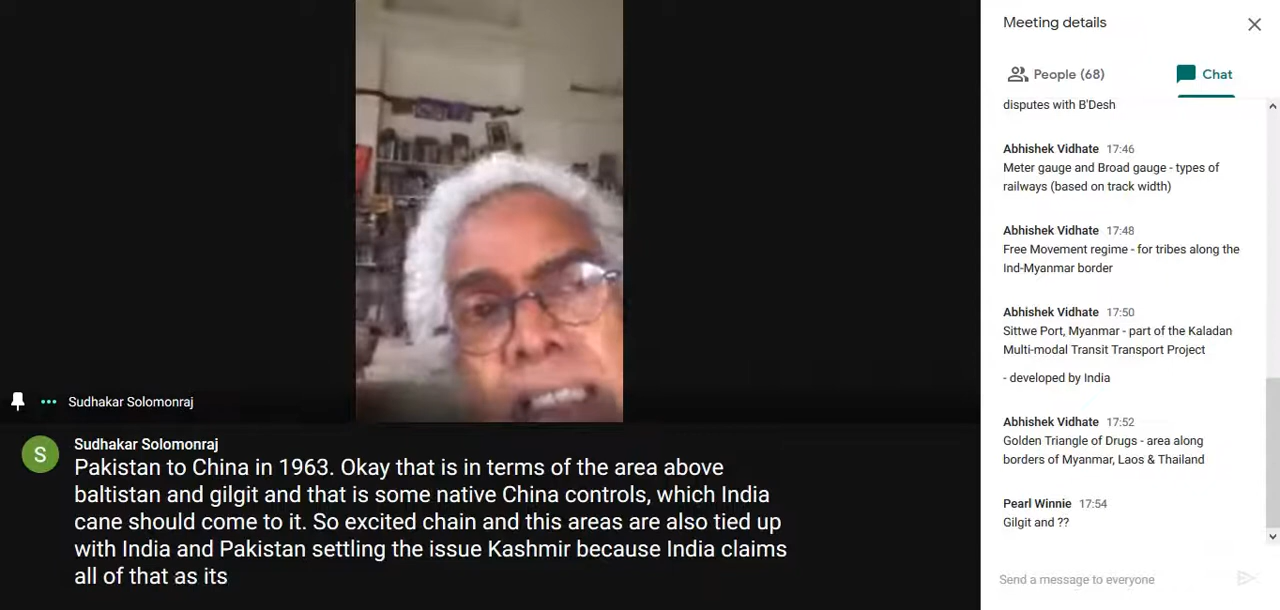 Meeting details
People (68)
Chat
disputes with B'Desh
Abhishek Vidhate 17:46
Meter gauge and Broad gauge - types of
railways (based on track width)
Abhishek Vidhate 17:48
Free Movement regime - for tribes along the
Ind-Myanmar border
Abhishek Vidhate 17:50
Sittwe Port, Myanmar - part of the Kaladan
Multi-modal Transit Transport Project
- developed by India
Abhishek Vidhate 17:52
Golden Triangle of Drugs - area along
borders of Myanmar, Laos & Thailand
Pearl Winnie 17:54
Gilgit and ??
Send a message to everyone
Sudhakar Solomonraj
S
Sudhakar Solomonraj
Pakistan to China in 1963. Okay that is in terms of the area above
baltistan and gilgit and that is some native China controls, which India
cane should come to it. So excited chain and this areas are also tied up
with India and Pakistan settling the issue Kashmir because India claims
all of that as its